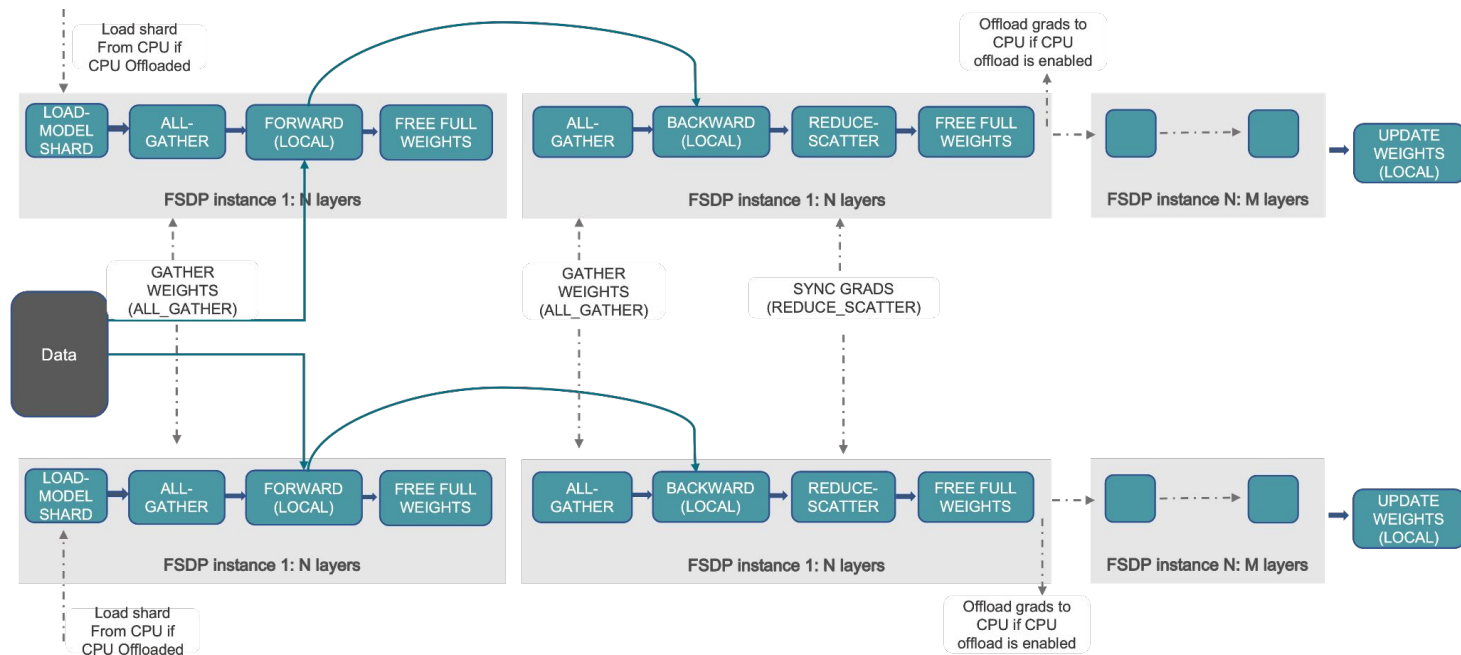 Load shard
From CPU if
CPU Offloaded
Offload grads to
CPU if CPU
offload is enabled
LOAD-
MODEL
SHARD
ALL-
GATHER
FORWARD
(LOCAL)
FREE FULL
WEIGHTS
FSDP instance 1: N layers
ALL-
GATHER
BACKWARD
(LOCAL)
REDUCE-
SCATTER
FREE FULL
WEIGHTS
FSDP instance 1: N layers
FSDP instance N: M layers
UPDATE
WEIGHTS
(LOCAL)
GATHER
WEIGHTS
(ALL_GATHER)
GATHER
WEIGHTS
(ALL_GATHER)
SYNC GRADS
(REDUCE_SCATTER)
Data
LOAD-
MODEL
SHARD
ALL-
GATHER
FORWARD
(LOCAL)
FREE FULL
WEIGHTS
FSDP instance 1: N layers
ALL-
GATHER
BACKWARD
(LOCAL)
REDUCE-
SCATTER
FREE FULL
WEIGHTS
FSDP instance 1: N layers
FSDP instance N: M layers
UPDATE
WEIGHTS
(LOCAL)
Load shard
From CPU if
CPU Offloaded
Offload grads to
CPU if CPU
offload is enabled